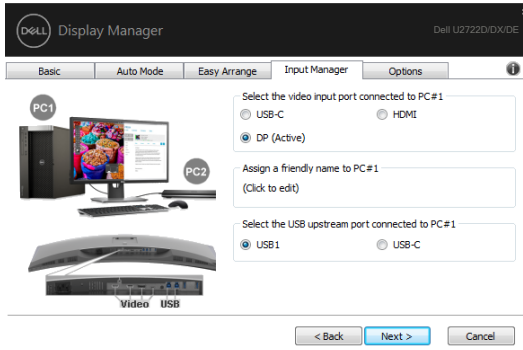 DELL Display Manager
Dell U2722D/DX/DE
Basic Auto Mode Easy Arrange Input Manager Options
PC1
PC2
Video USB
Select the video input port connected to PC#1
USB-C HDMI
DP (Active)
Assign a friendly name to PC#1
(Click to edit)
Select the USB upstream port connected to PC#1
USB1 USB-C
< Back Next > Cancel